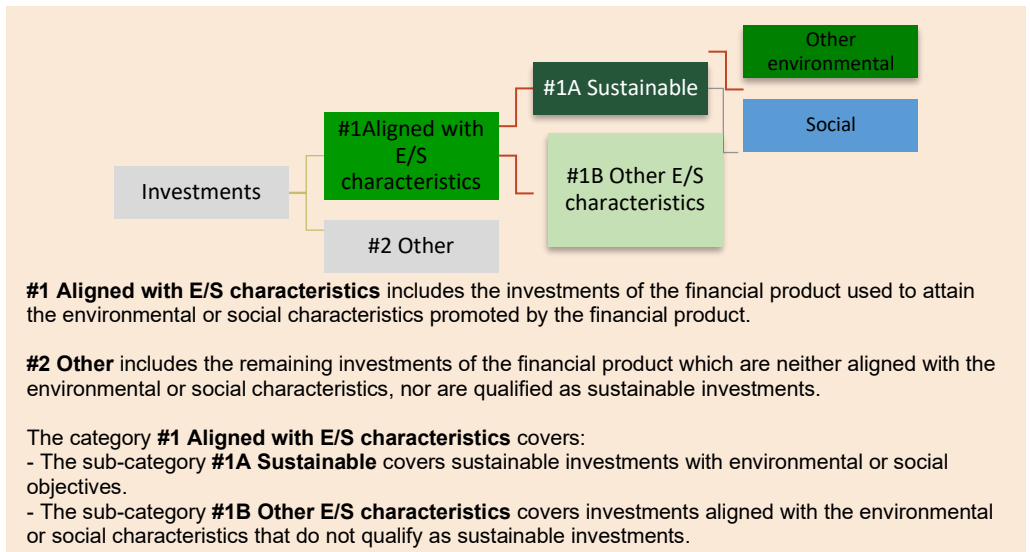 Other
environmental
#1A Sustainable
Social
#1Aligned with
E/S
characteristics
#1B Other E/S
characteristics
Investments
#2 Other
#1 Aligned with E/S characteristics includes the investments of the financial product used to attain
the environmental or social characteristics promoted by the financial product.
#2 Other includes the remaining investments of the financial product which are neither aligned with the
environmental or social characteristics, nor are qualified as sustainable investments.
The category #1 Aligned with E/S characteristics covers:
- The sub-category #1A Sustainable covers sustainable investments with environmental or social
objectives.
- The sub-category #1B Other E/S characteristics covers investments aligned with the environmental
or social characteristics that do not qualify as sustainable investments.